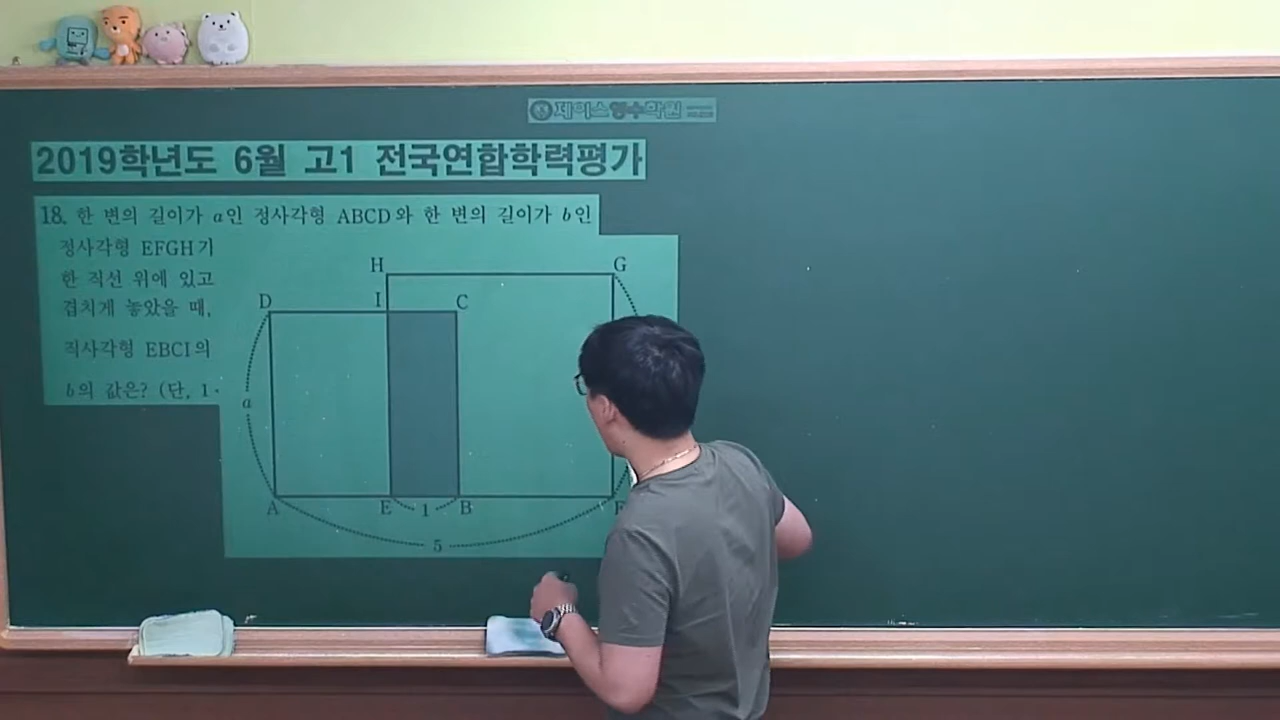 제이스영수학원
2019학년도 6월 고1 전국연합학력평가
18. 한 변의 길이가 a인 정사각형 ABCD와 한 변의 길이가 b인
정사각형 EFGH가
한 직선 위에 있고
겹치게 놓았을 때,
직사각형 EBCI의
b의 값은? (단, 1
H G
D I C
a
A E 1 B F
5